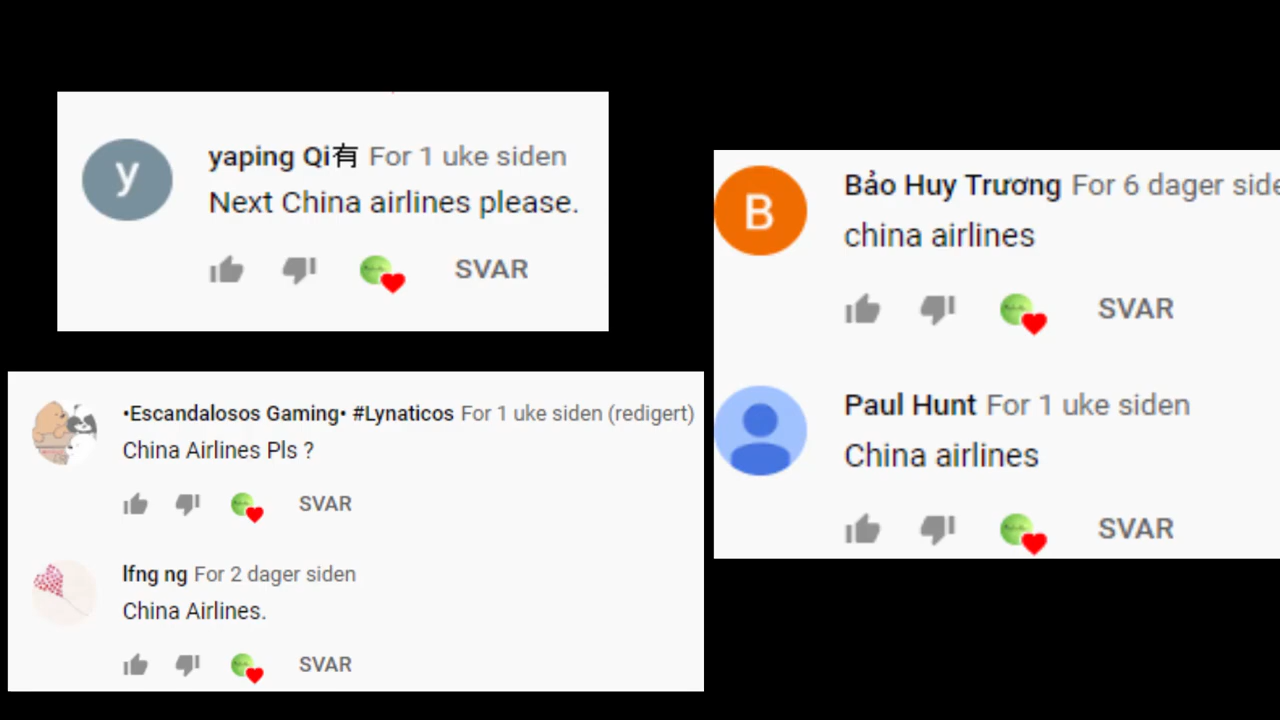 y
yaping Qi有 For 1 uke siden
Next China airlines please.
SVAR
•Escandalosos Gaming• #Lynaticos For 1 uke siden (redigert)
China Airlines Pls ?
SVAR
lfng ng For 2 dager siden
China Airlines.
SVAR
B
Bảo Huy Trương For 6 dager side
china airlines
SVAR
Paul Hunt For 1 uke siden
China airlines
SVAR